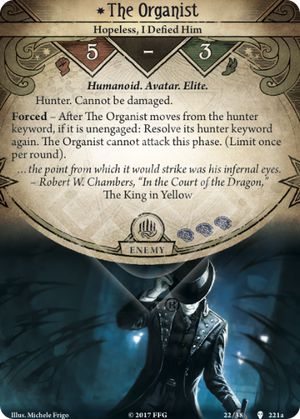 The Organist
Hopeless, I Defied Him
5 – 3
Humanoid. Avatar. Elite.
Hunter. Cannot be damaged.
Forced – After The Organist moves from the hunter
keyword, if it is unengaged: Resolve its hunter keyword
again. The Organist cannot attack this phase. (Limit once
per round).
…the point from which it would strike was his infernal eyes.
– Robert W. Chambers, “In the Court of the Dragon,”
The King in Yellow
ENEMY
Illus. Michele Frigo © 2017 FFG 22/38 221a